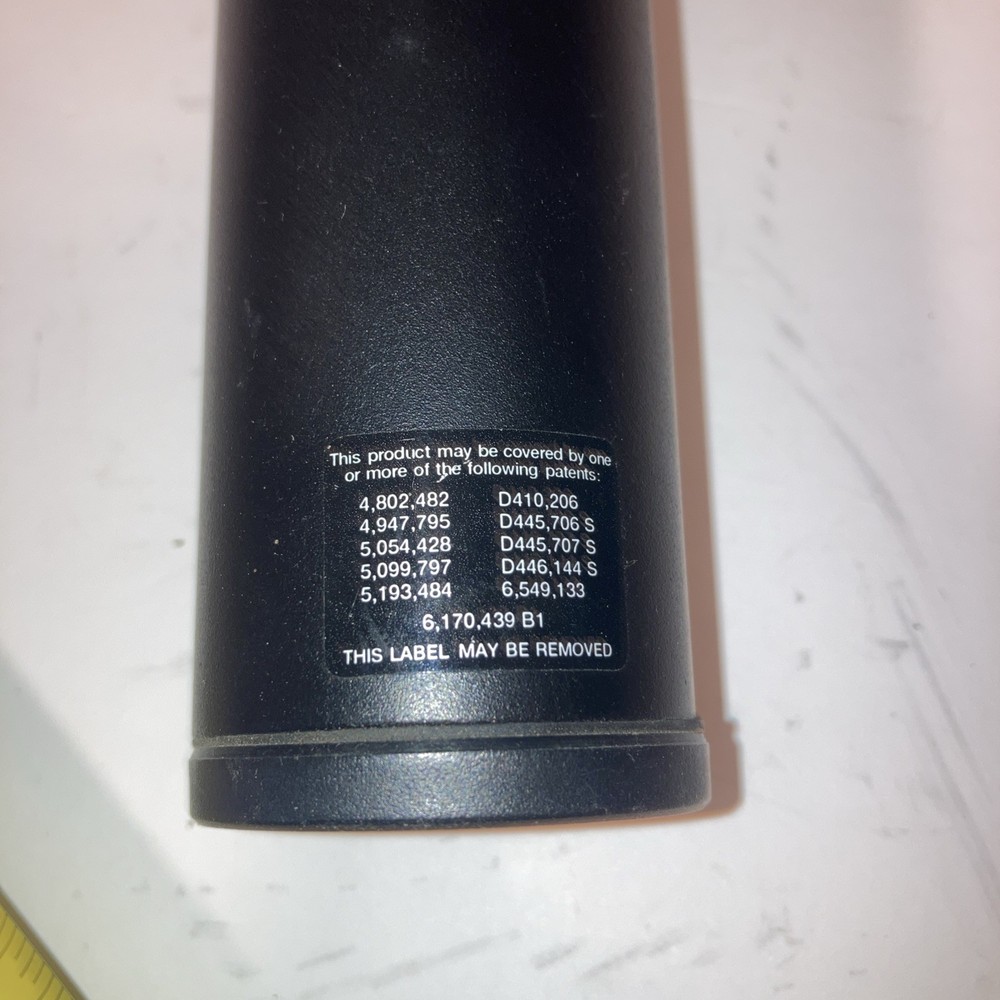 This product may be covered by one
or more of the following patents:
4,802,482 D410,206
4,947,795 D445,706 S
5,054,428 D445,707 S
5,099,797 D446,144 S
5,193,484 6,549,133
6,170,439 B1
THIS LABEL MAY BE REMOVED